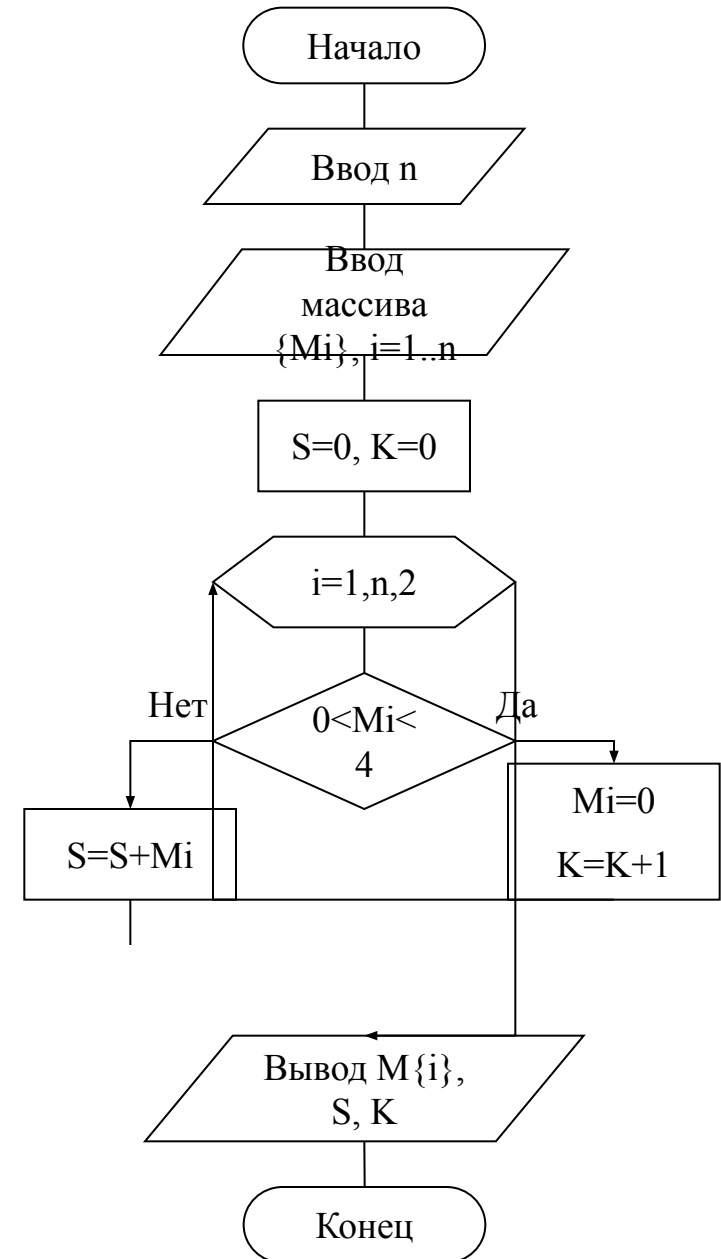 Начало
Ввод n
Ввод
массива
{Mi}, i=1..n
S=0, K=0
i=1,n,2
Нет
0<Mi<
4
Да
S=S+Mi
Mi=0
K=K+1
Вывод M{i},
S, K
Конец